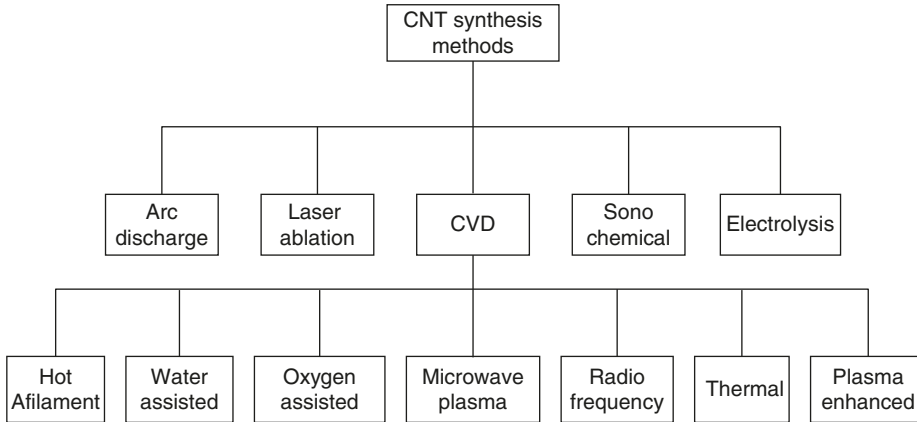 CNT synthesis
methods
Arc
discharge
Laser
ablation
CVD
Sono
chemical
Electrolysis
Hot
Afilament
Water
assisted
Oxygen
assisted
Microwave
plasma
Radio
frequency
Thermal
Plasma
enhanced